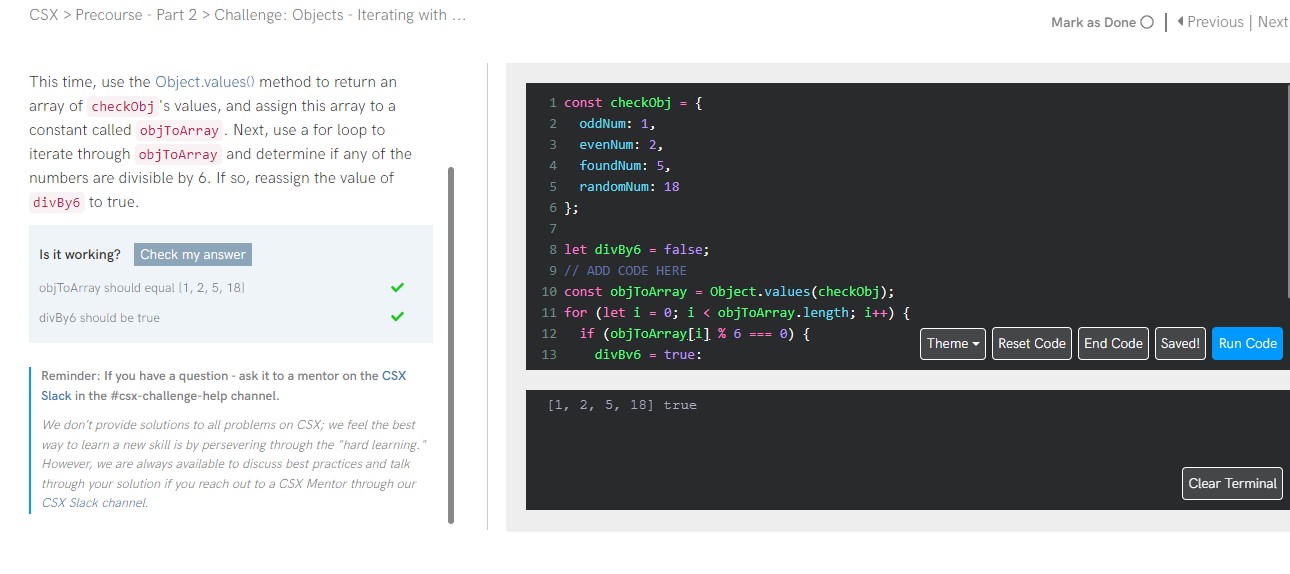 CSX > Precourse - Part 2 > Challenge: Objects - Iterating with ...
Mark as Done
Previous | Next
This time, use the Object.values() method to return an
array of checkObj 's values, and assign this array to a
constant called objToArray . Next, use a for loop to
iterate through objToArray and determine if any of the
numbers are divisible by 6. If so, reassign the value of
divBy6 to true.
Is it working? Check my answer
objToArray should equal [1, 2, 5, 18]
divBy6 should be true
Reminder: If you have a question - ask it to a mentor on the CSX
Slack in the #csx-challenge-help channel.
We don't provide solutions to all problems on CSX; we feel the best
way to learn a new skill is by persevering through the "hard learning."
However, we are always available to discuss best practices and talk
through your solution if you reach out to a CSX Mentor through our
CSX Slack channel.
1 const checkObj = {
2 oddNum: 1,
3 evenNum: 2,
4 foundNum: 5,
5 randomNum: 18
6 };
7
8 let divBy6 = false;
9 // ADD CODE HERE
10 const objToArray = Object.values(checkObj);
11 for (let i = 0; i < objToArray.length; i++) {
12 if (objToArray[i] % 6 === 0) {
13 divBy6 = true;
Theme Reset Code End Code Saved! Run Code
[1, 2, 5, 18] true
Clear Terminal